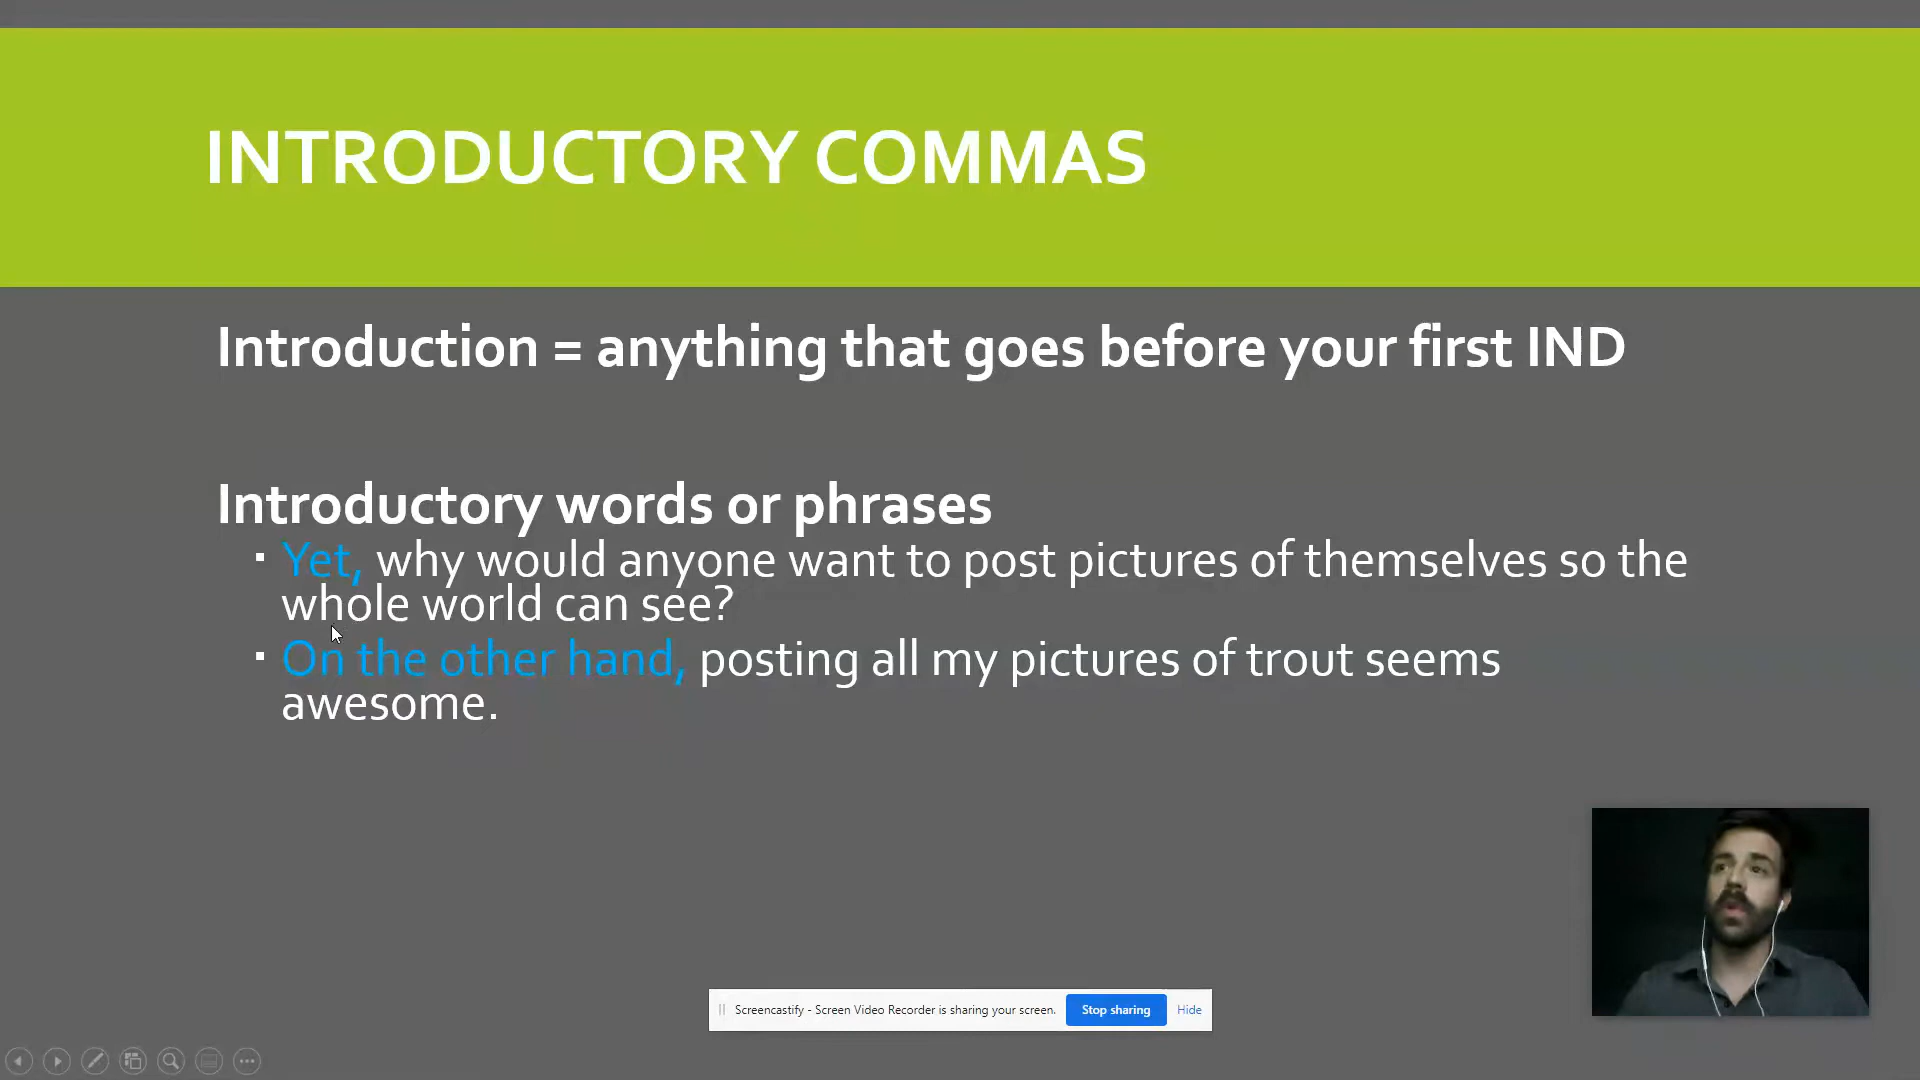 INTRODUCTORY COMMAS
Introduction = anything that goes before your first IND
Introductory words or phrases
▪ Yet, why would anyone want to post pictures of themselves so the
whole world can see?
▪ On the other hand, posting all my pictures of trout seems
awesome.
Screencastify - Screen Video Recorder is sharing your screen. Stop sharing Hide